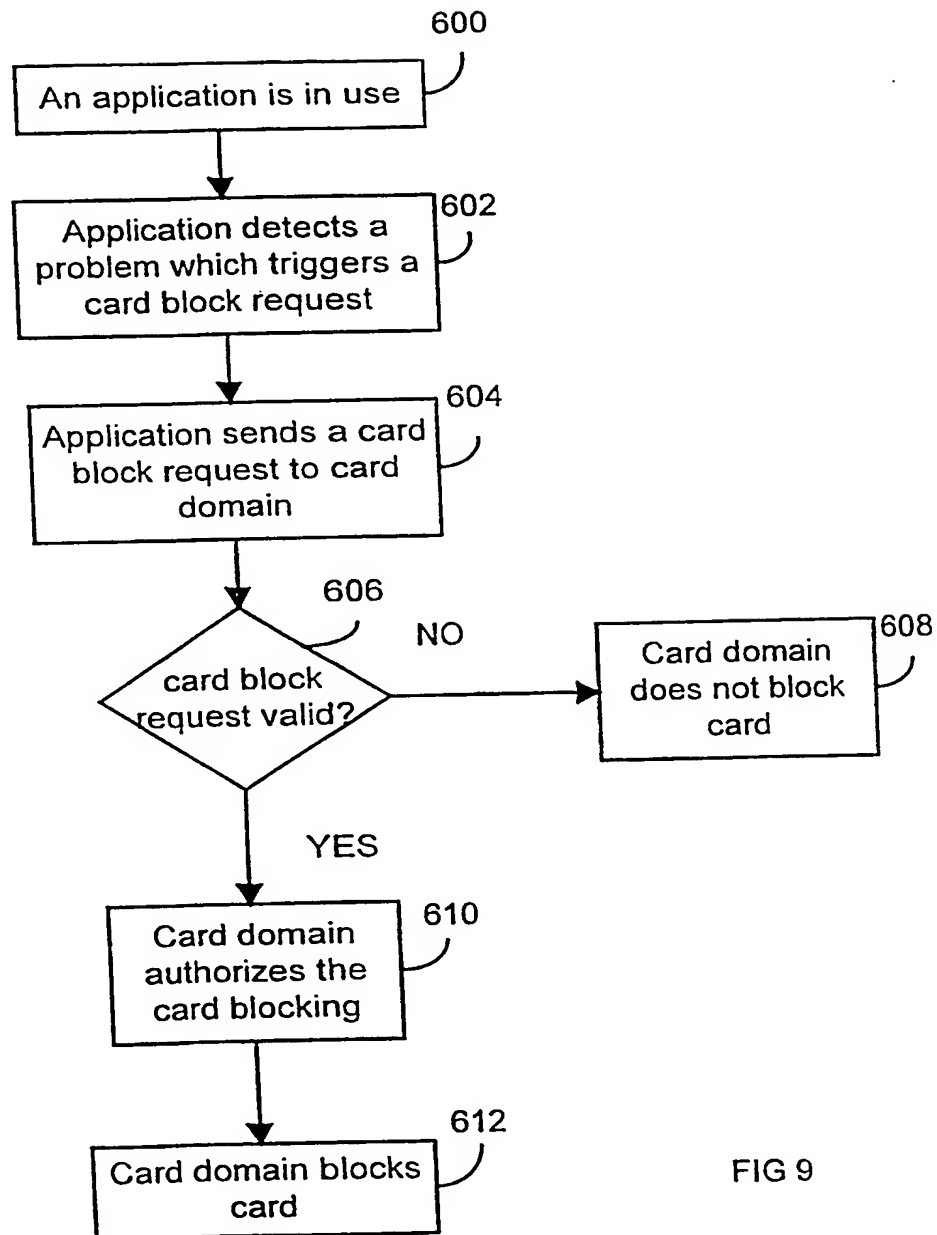 600
An application is in use
602
Application detects a
problem which triggers a
card block request
604
Application sends a card
block request to card
domain
606
card block
request valid?
NO
608
Card domain
does not block
card
YES
610
Card domain
authorizes the
card blocking
612
Card domain blocks
card
FIG 9